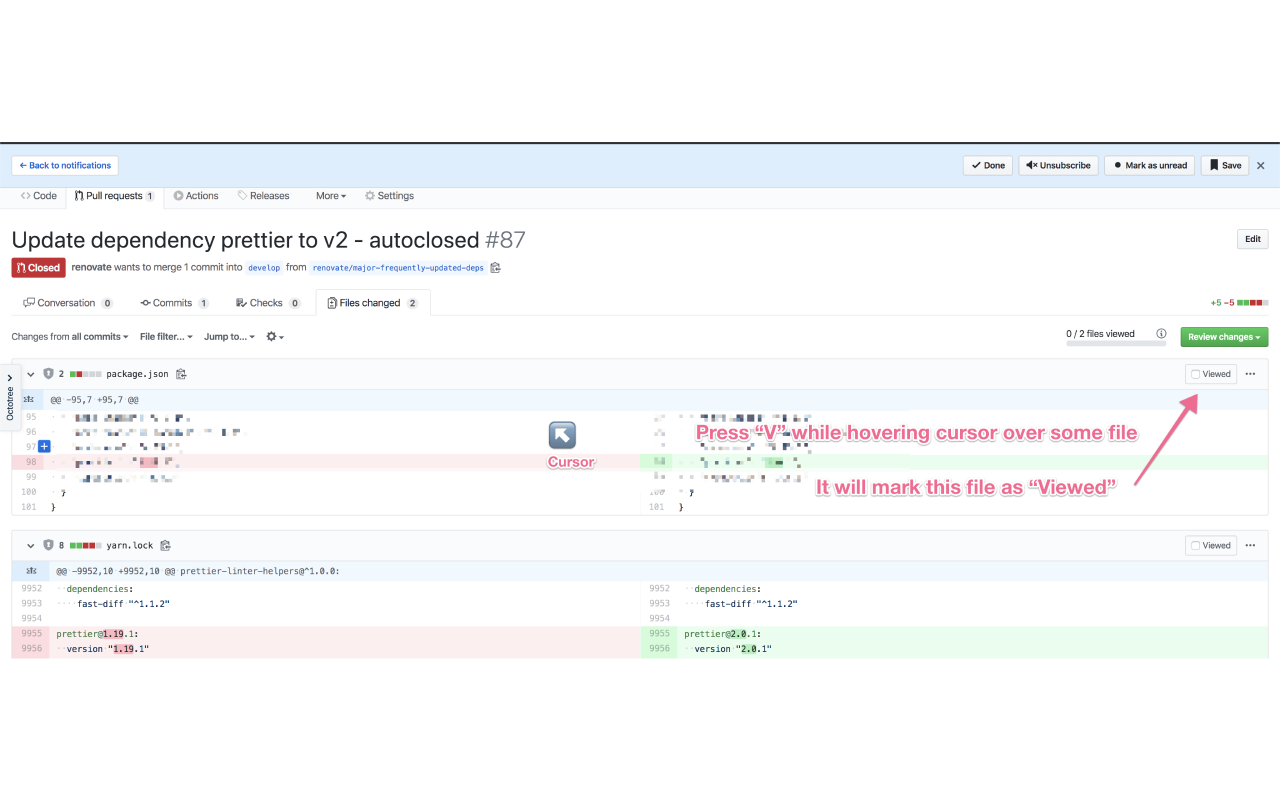 ← Back to notifications
Done
Unsubscribe
Mark as unread
Save
Code
Pull requests 1
Actions
Releases
More
Settings
Update dependency prettier to v2 - autoclosed #87
Edit
Closed renovate wants to merge 1 commit into develop from renovate/major-frequently-updated-deps
Conversation 0
Commits 1
Checks 0
Files changed 2
+5 −5
Changes from all commits
File filter...
Jump to...
0 / 2 files viewed
Review changes
Octotree
2 package.json
Viewed
@@ -95,7 +95,7 @@
95
96
97
98
99
100 }
100 }
101 }
101 }
Cursor
Press “V” while hovering cursor over some file
It will mark this file as “Viewed”
8 yarn.lock
Viewed
@@ -9952,10 +9952,10 @@ prettier-linter-helpers@^1.0.0:
9952 dependencies:
9952 dependencies:
9953 fast-diff "^1.1.2"
9953 fast-diff "^1.1.2"
9954
9954
9955 prettier@1.19.1:
9955 prettier@2.0.1:
9956 version "1.19.1"
9956 version "2.0.1"